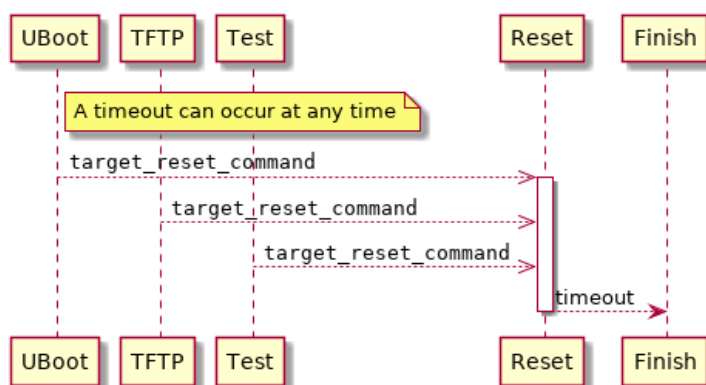 UBoot TFTP Test Reset Finish
A timeout can occur at any time
target_reset_command
target_reset_command
target_reset_command
timeout
UBoot TFTP Test Reset Finish